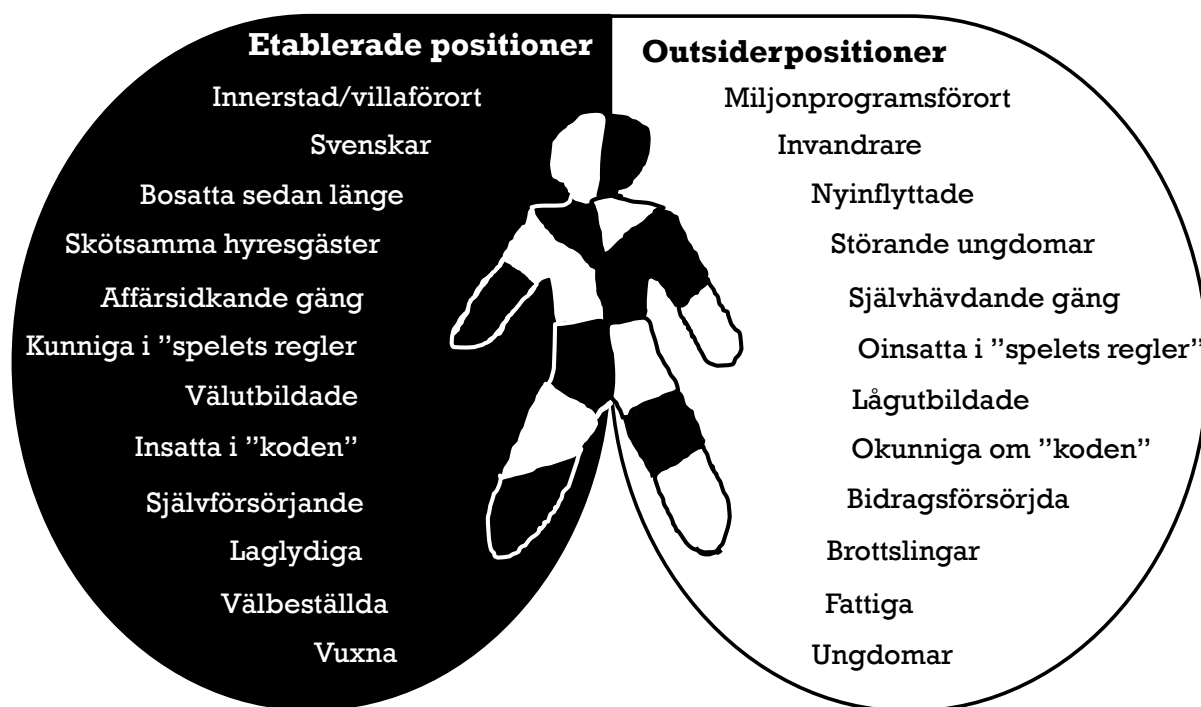 Etablerade positioner
Innerstad/villaförort
Svenskar
Bosatta sedan länge
Skötsamma hyresgäster
Affärsidkande gäng
Kunniga i ”spelets regler
Välutbildade
Insatta i ”koden”
Självförsörjande
Laglydiga
Välbeställda
Vuxna
Outsiderpositioner
Miljonprogramsförort
Invandrare
Nyinflyttade
Störande ungdomar
Självhävdande gäng
Oinsatta i ”spelets regler”
Lågutbildade
Okunniga om ”koden”
Bidragsförsörjda
Brottslingar
Fattiga
Ungdomar